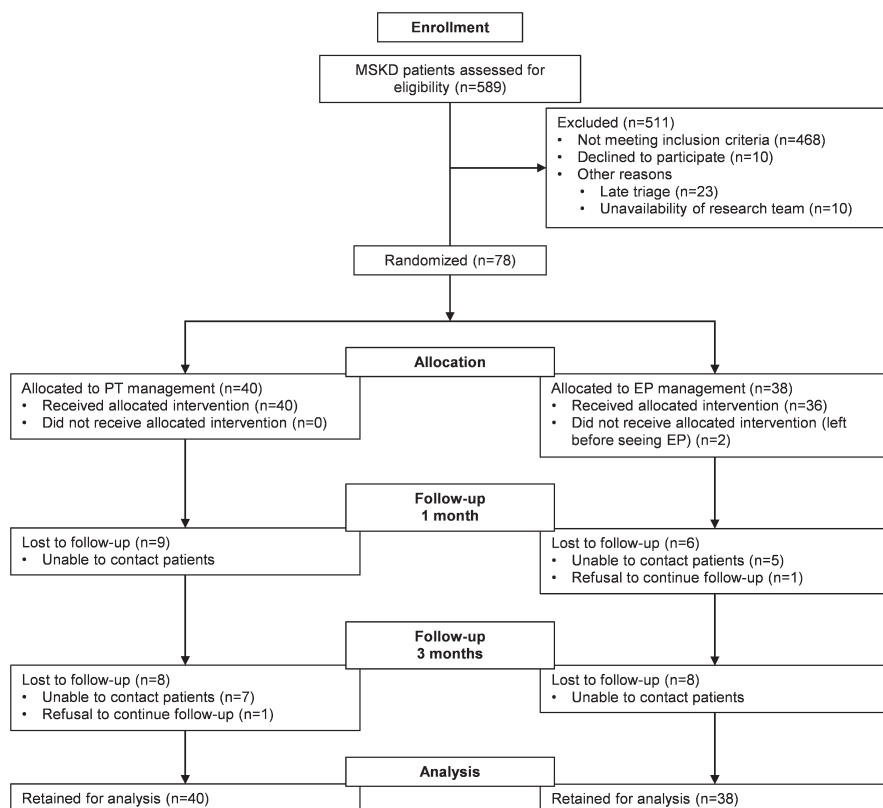 Enrollment
MSKD patients assessed for
eligibility (n=589)
Excluded (n=511)
• Not meeting inclusion criteria (n=468)
• Declined to participate (n=10)
• Other reasons
• Late triage (n=23)
• Unavailability of research team (n=10)
Randomized (n=78)
Allocation
Allocated to PT management (n=40)
• Received allocated intervention (n=40)
• Did not receive allocated intervention (n=0)
Allocated to EP management (n=38)
• Received allocated intervention (n=36)
• Did not receive allocated intervention (left
before seeing EP) (n=2)
Follow-up
1 month
Lost to follow-up (n=9)
• Unable to contact patients
Lost to follow-up (n=6)
• Unable to contact patients (n=5)
• Refusal to continue follow-up (n=1)
Follow-up
3 months
Lost to follow-up (n=8)
• Unable to contact patients (n=7)
• Refusal to continue follow-up (n=1)
Lost to follow-up (n=8)
• Unable to contact patients
Analysis
Retained for analysis (n=40)
Retained for analysis (n=38)